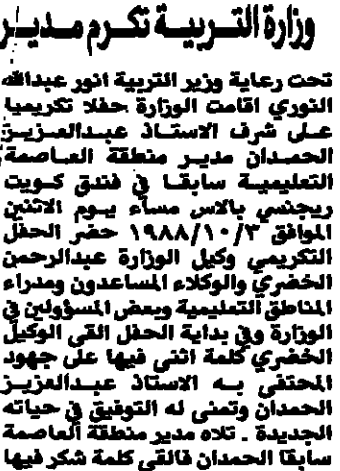 وزارة التربية تكرم مدير
تحت رعاية وزير التربية انور عبدالله
النوري اقامت الوزارة حفلا تكريميا
على شرف الاستاذ عبدالعزيز
الحمدان مدير منطقة العاصمة
التعليمية سابقا في فندق كويت
ريجنسي بالاس مساء يوم الاثنين
الموافق ١٩٨٨/١٠/٣ حضر الحفل
التكريمي وكيل الوزارة عبدالرحمن
الخضري والوكلاء المساعدون ومدراء
المناطق التعليمية وبعض المسؤولين في
الوزارة وفي بداية الحفل القى الوكيل
الخضري كلمة اثنى فيها على جهود
المحتفى به الاستاذ عبدالعزيز
الحمدان وتمنى له التوفيق في حياته
الجديدة . تلاه مدير منطقة العاصمة
سابقا الحمدان فالقى كلمة شكر فيها